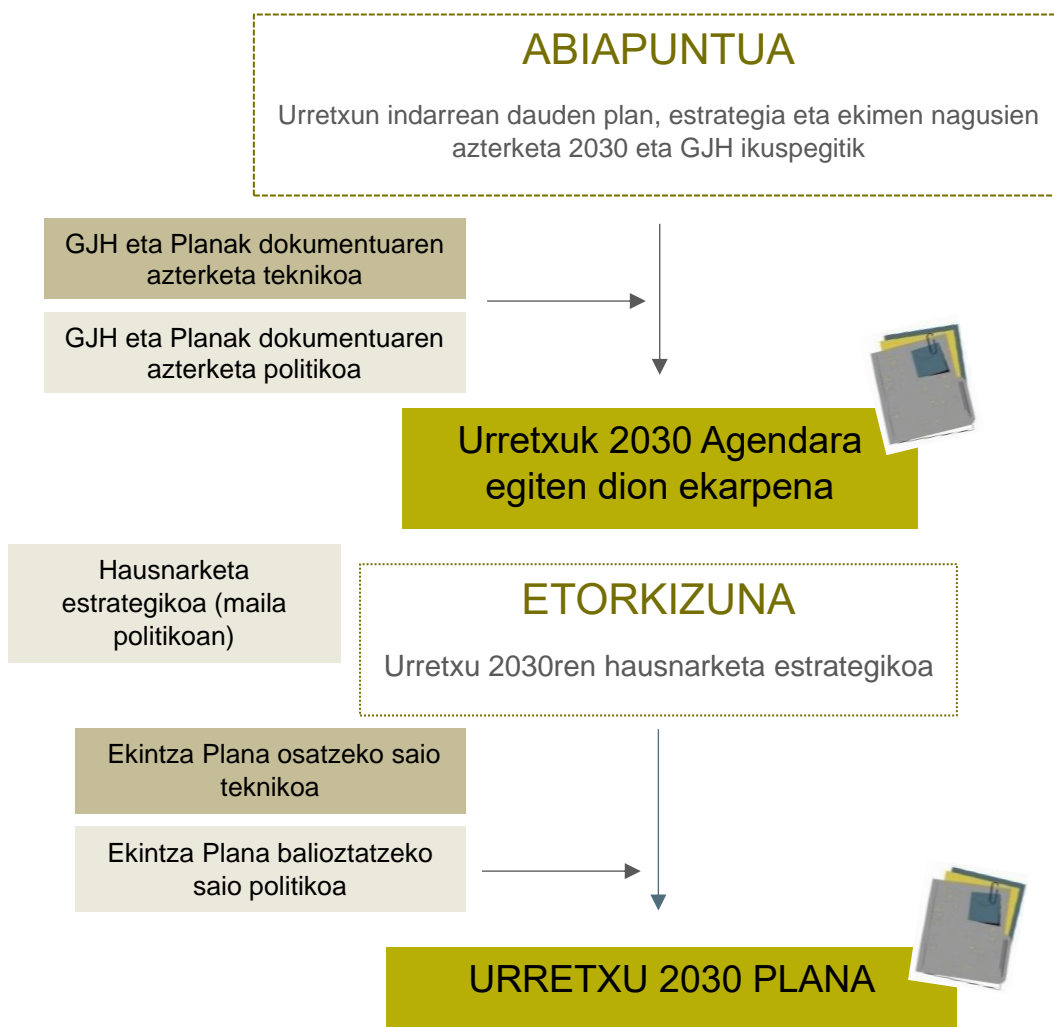 ABIAPUNTUA
Urretxun indarrean dauden plan, estrategia eta ekimen nagusien
azterketa 2030 eta GJH ikuspegitik
GJH eta Planak dokumentuaren
azterketa teknikoa
GJH eta Planak dokumentuaren
azterketa politikoa
Urretxuk 2030 Agendara
egiten dion ekarpena
Hausnarketa
estrategikoa (maila
politikoan)
ETORKIZUNA
Urretxu 2030ren hausnarketa estrategikoa
Ekintza Plana osatzeko saio
teknikoa
Ekintza Plana balioztatzeko
saio politikoa
URRETXU 2030 PLANA